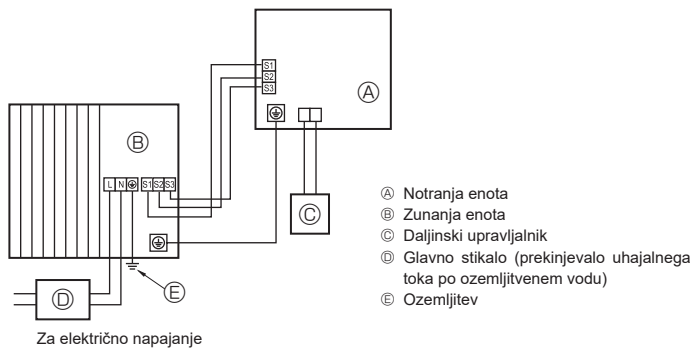 S1
S2
S3
Ⓐ
Ⓑ
L N S1 S2 S3
Ⓒ
Ⓓ
Ⓔ
Za električno napajanje
Ⓐ Notranja enota
Ⓑ Zunanja enota
Ⓒ Daljinski upravljalnik
Ⓓ Glavno stikalo (prekinjevalo uhajalnega
toka po ozemljitvenem vodu)
Ⓔ Ozemljitev